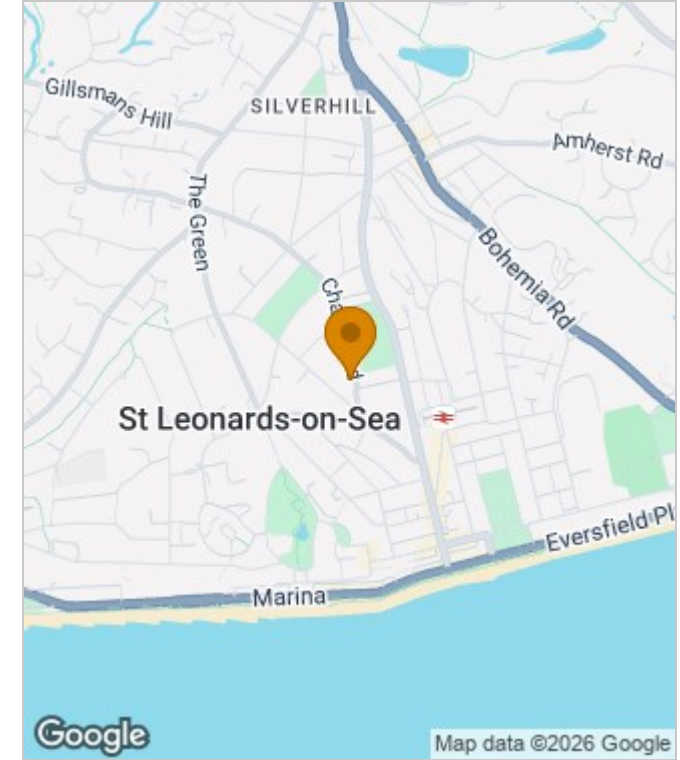 Gillsmans Hill
SILVERHILL
Amherst Rd
The Green
Bohemia Rd
St Leonards-on-Sea
Eversfield Pl
Marina
Google
Map data ©2026 Google